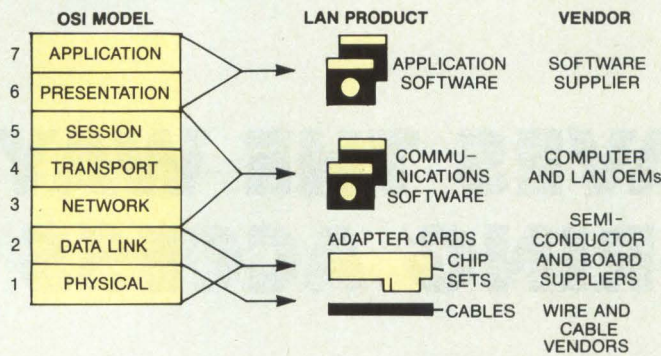 OSI MODEL
LAN PRODUCT
VENDOR
7 APPLICATION
6 PRESENTATION
5 SESSION
4 TRANSPORT
3 NETWORK
2 DATA LINK
1 PHYSICAL
APPLICATION
SOFTWARE
SOFTWARE
SUPPLIER
COMMU-
NICATIONS
SOFTWARE
COMPUTER
AND LAN OEMs
ADAPTER CARDS
CHIP
SETS
SEMI-
CONDUCTOR
AND BOARD
SUPPLIERS
CABLES
WIRE AND
CABLE
VENDORS